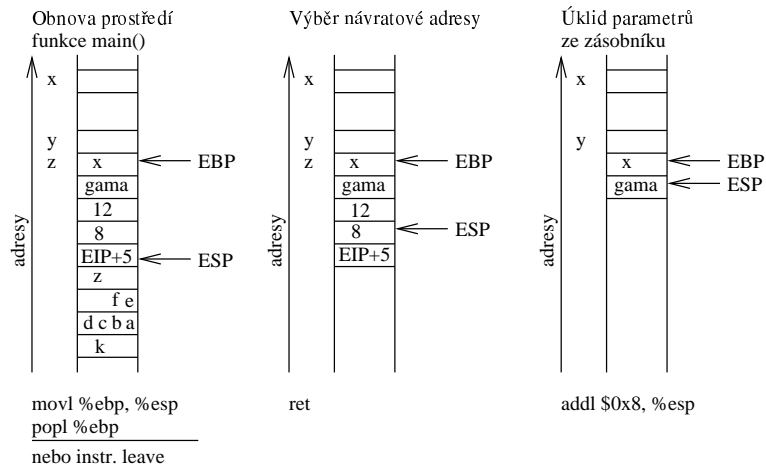 Obnova prostředí
funkce main()
x
y
z
x
EBP
gama
12
8
EIP+5
ESP
z
f e
d c b a
k
adresy
movl %ebp, %esp
popl %ebp
nebo instr. leave
Výběr návratové adresy
x
y
z
x
EBP
gama
12
8
ESP
EIP+5
adresy
ret
Úklid parametrů
ze zásobníku
x
y
x
EBP
gama
ESP
adresy
addl $0x8, %esp